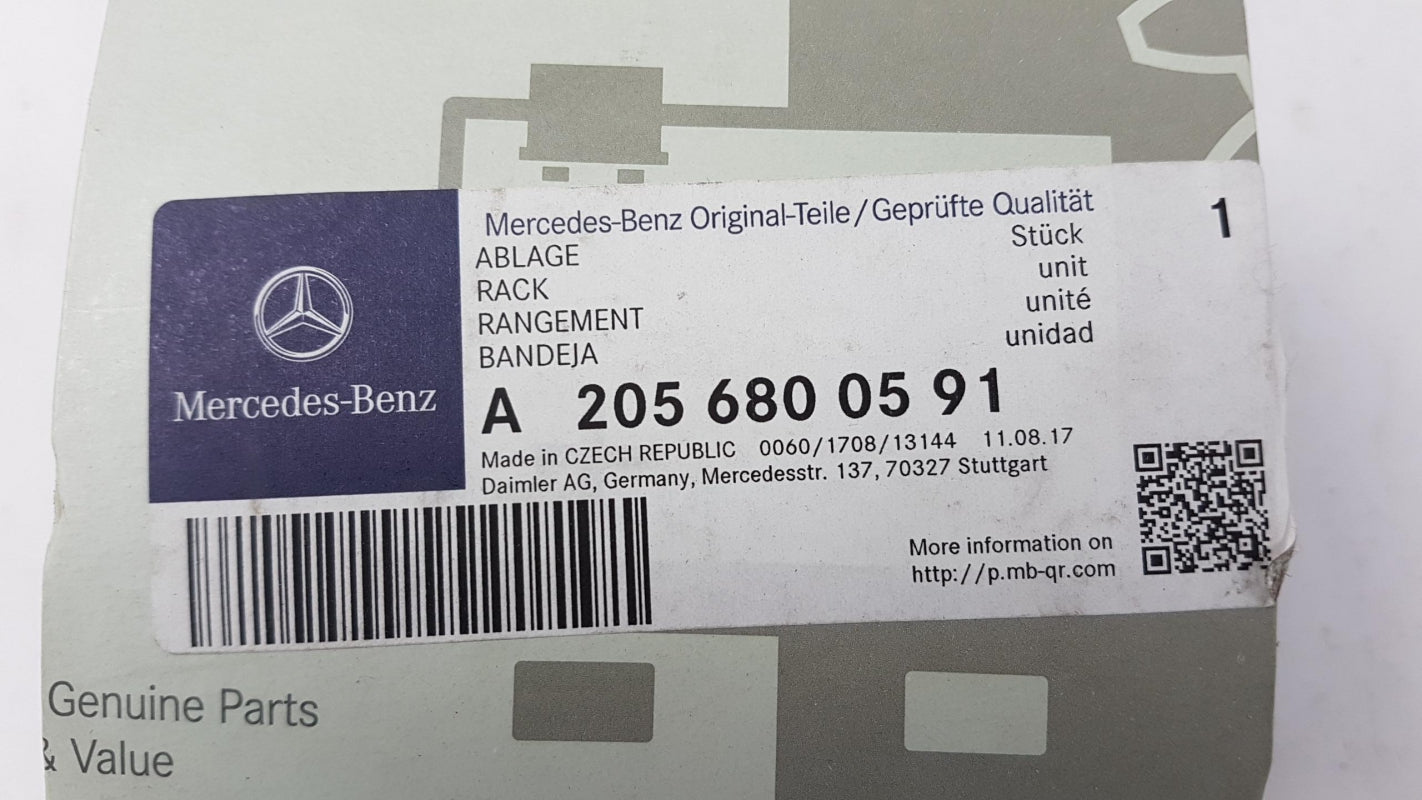 Mercedes-Benz
Mercedes-Benz Original-Teile/Geprüfte Qualität
1
ABLAGE Stück
RACK unit
RANGEMENT unité
BANDEJA unidad
A 205 680 05 91
Made in CZECH REPUBLIC 0060/1708/13144 11.08.17
Daimler AG, Germany, Mercedesstr. 137, 70327 Stuttgart
More information on
http://p.mb-qr.com
Genuine Parts
& Value